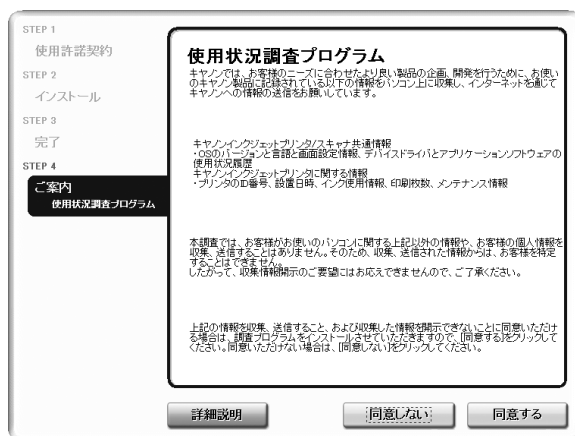 STEP 1
使用許諾契約
STEP 2
インストール
STEP 3
完了
STEP 4
ご案内
使用状況調査プログラム
使用状況調査プログラム
キヤノンでは、お客様のニーズに合わせたより良い製品の企画、開発を行うために、お使い
のキヤノン製品に記録されている以下の情報をパソコン上に収集し、インターネットを通じて
キヤノンへの情報の送信をお願いしています。
キヤノンインクジェットプリンタ/スキャナ共通情報
・OSのバージョンと言語と画面設定情報、デバイスドライバとアプリケーションソフトウェアの
使用状況履歴
キヤノンインクジェットプリンタに関する情報
・プリンタのID番号、設置日時、インク使用情報、印刷枚数、メンテナンス情報
本調査では、お客様がお使いのパソコンに関する上記以外の情報や、お客様の個人情報を
収集、送信することはありません。そのため、収集、送信された情報からは、お客様を特定
することはできません。
したがって、収集情報開示のご要望にはお応えできませんので、ご了承ください。
上記の情報を収集、送信すること、および収集した情報を開示できないことに同意いただけ
る場合は、調査プログラムをインストールさせていただきますので、[同意する]をクリックして
ください。同意いただけない場合は、[同意しない]をクリックしてください。
詳細説明
同意しない
同意する